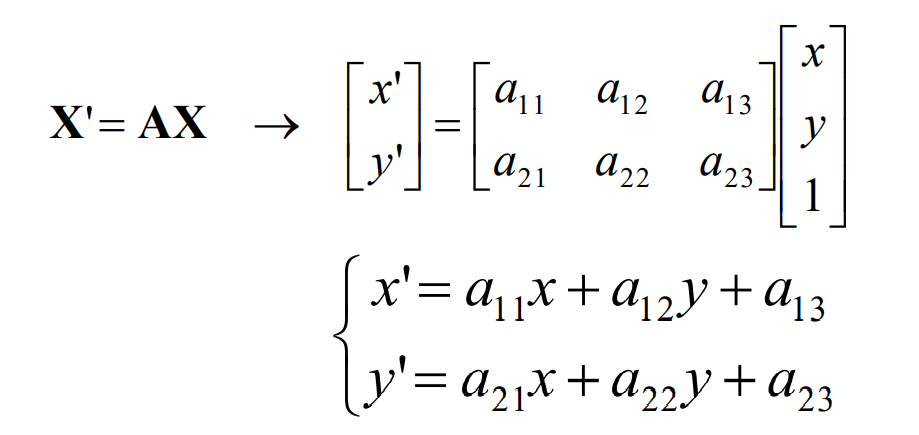 X'= AX → [x' y'] = [a₁₁ a₁₂ a₁₃ a₂₁ a₂₂ a₂₃] [x y 1]
x'= a₁₁x + a₁₂y + a₁₃
y'= a₂₁x + a₂₂y + a₂₃